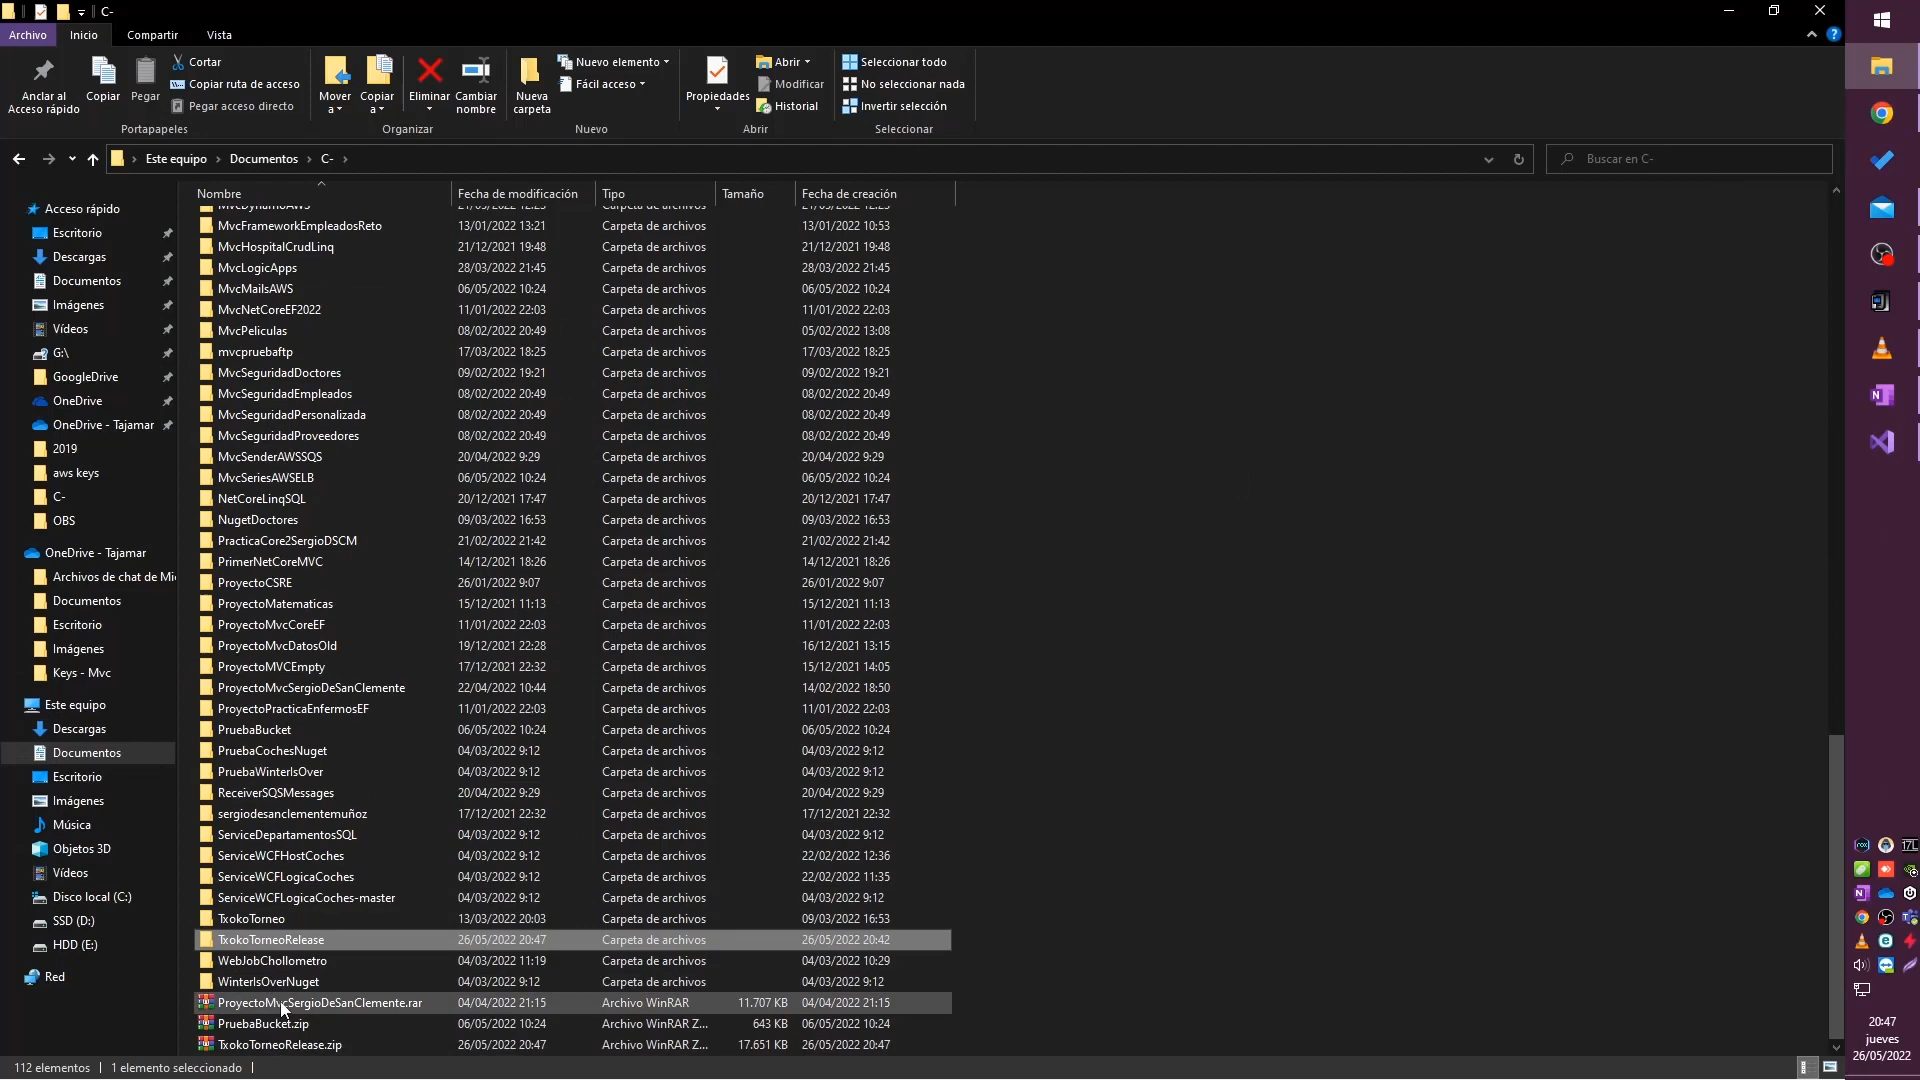 C-
Archivo Inicio Compartir Vista
Anclar al Acceso rápido
Copiar
Pegar
Cortar
Copiar ruta de acceso
Pegar acceso directo
Portapapeles
Mover a
Copiar a
Eliminar
Cambiar nombre
Organizar
Nueva carpeta
Nuevo elemento
Fácil acceso
Nuevo
Propiedades
Abrir
Modificar
Historial
Abrir
Seleccionar todo
No seleccionar nada
Invertir selección
Seleccionar
Este equipo > Documentos > C- >
Buscar en C-
Acceso rápido
Escritorio
Descargas
Documentos
Imágenes
Vídeos
G:\
GoogleDrive
OneDrive
OneDrive - Tajamar
2019
aws keys
C-
OBS
OneDrive - Tajamar
Archivos de chat de Mi
Documentos
Escritorio
Imágenes
Keys - Mvc
Este equipo
Descargas
Documentos
Escritorio
Imágenes
Música
Objetos 3D
Vídeos
Disco local (C:)
SSD (D:)
HDD (E:)
Red
Nombre Fecha de modificación Tipo Tamaño Fecha de creación
MvcDynamoAWS 21/05/2022 12:25 Carpeta de archivos 21/05/2022 12:25
MvcFrameworkEmpleadosReto 13/01/2022 13:21 Carpeta de archivos 13/01/2022 10:53
MvcHospitalCrudLinq 21/12/2021 19:48 Carpeta de archivos 21/12/2021 19:48
MvcLogicApps 28/03/2022 21:45 Carpeta de archivos 28/03/2022 21:45
MvcMailsAWS 06/05/2022 10:24 Carpeta de archivos 06/05/2022 10:24
MvcNetCoreEF2022 11/01/2022 22:03 Carpeta de archivos 11/01/2022 22:03
MvcPeliculas 08/02/2022 20:49 Carpeta de archivos 05/02/2022 13:08
mvcpruebaftp 17/03/2022 18:25 Carpeta de archivos 17/03/2022 18:25
MvcSeguridadDoctores 09/02/2022 19:21 Carpeta de archivos 09/02/2022 19:21
MvcSeguridadEmpleados 08/02/2022 20:49 Carpeta de archivos 08/02/2022 20:49
MvcSeguridadPersonalizada 08/02/2022 20:49 Carpeta de archivos 08/02/2022 20:49
MvcSeguridadProveedores 08/02/2022 20:49 Carpeta de archivos 08/02/2022 20:49
MvcSenderAWSSQS 20/04/2022 9:29 Carpeta de archivos 20/04/2022 9:29
MvcSeriesAWSELB 06/05/2022 10:24 Carpeta de archivos 06/05/2022 10:24
NetCoreLinqSQL 20/12/2021 17:47 Carpeta de archivos 20/12/2021 17:47
NugetDoctores 09/03/2022 16:53 Carpeta de archivos 09/03/2022 16:53
PracticaCore2SergioDSCM 21/02/2022 21:42 Carpeta de archivos 21/02/2022 21:42
PrimerNetCoreMVC 14/12/2021 18:26 Carpeta de archivos 14/12/2021 18:26
ProyectoCSRE 26/01/2022 9:07 Carpeta de archivos 26/01/2022 9:07
ProyectoMatematicas 15/12/2021 11:13 Carpeta de archivos 15/12/2021 11:13
ProyectoMvcCoreEF 11/01/2022 22:03 Carpeta de archivos 11/01/2022 22:03
ProyectoMvcDatosOld 19/12/2021 22:28 Carpeta de archivos 16/12/2021 13:15
ProyectoMVCEmpty 17/12/2021 22:32 Carpeta de archivos 15/12/2021 14:05
ProyectoMvcSergioDeSanClemente 22/04/2022 10:44 Carpeta de archivos 14/02/2022 18:50
ProyectoPracticaEnfermosEF 11/01/2022 22:03 Carpeta de archivos 11/01/2022 22:03
PruebaBucket 06/05/2022 10:24 Carpeta de archivos 06/05/2022 10:24
PruebaCochesNuget 04/03/2022 9:12 Carpeta de archivos 04/03/2022 9:12
PruebaWinterIsOver 04/03/2022 9:12 Carpeta de archivos 04/03/2022 9:12
ReceiverSQSMessages 20/04/2022 9:29 Carpeta de archivos 20/04/2022 9:29
sergiodesanclementemuñoz 17/12/2021 22:32 Carpeta de archivos 17/12/2021 22:32
ServiceDepartamentosSQL 04/03/2022 9:12 Carpeta de archivos 04/03/2022 9:12
ServiceWCFHostCoches 04/03/2022 9:12 Carpeta de archivos 22/02/2022 12:36
ServiceWCFLogicaCoches 04/03/2022 9:12 Carpeta de archivos 22/02/2022 11:35
ServiceWCFLogicaCoches-master 04/03/2022 9:12 Carpeta de archivos 04/03/2022 9:12
TxokoTorneo 13/03/2022 20:03 Carpeta de archivos 09/03/2022 16:53
TxokoTorneoRelease 26/05/2022 20:47 Carpeta de archivos 26/05/2022 20:42
WebJobChollometro 04/03/2022 11:19 Carpeta de archivos 04/03/2022 10:29
WinterIsOverNuget 04/03/2022 9:12 Carpeta de archivos 04/03/2022 9:12
ProyectoMvcSergioDeSanClemente.rar 04/04/2022 21:15 Archivo WinRAR 11.707 KB 04/04/2022 21:15
PruebaBucket.zip 06/05/2022 10:24 Archivo WinRAR Z... 643 KB 06/05/2022 10:24
TxokoTorneoRelease.zip 26/05/2022 20:47 Archivo WinRAR Z... 17.651 KB 26/05/2022 20:47
112 elementos | 1 elemento seleccionado
17L
20:47
jueves
26/05/2022